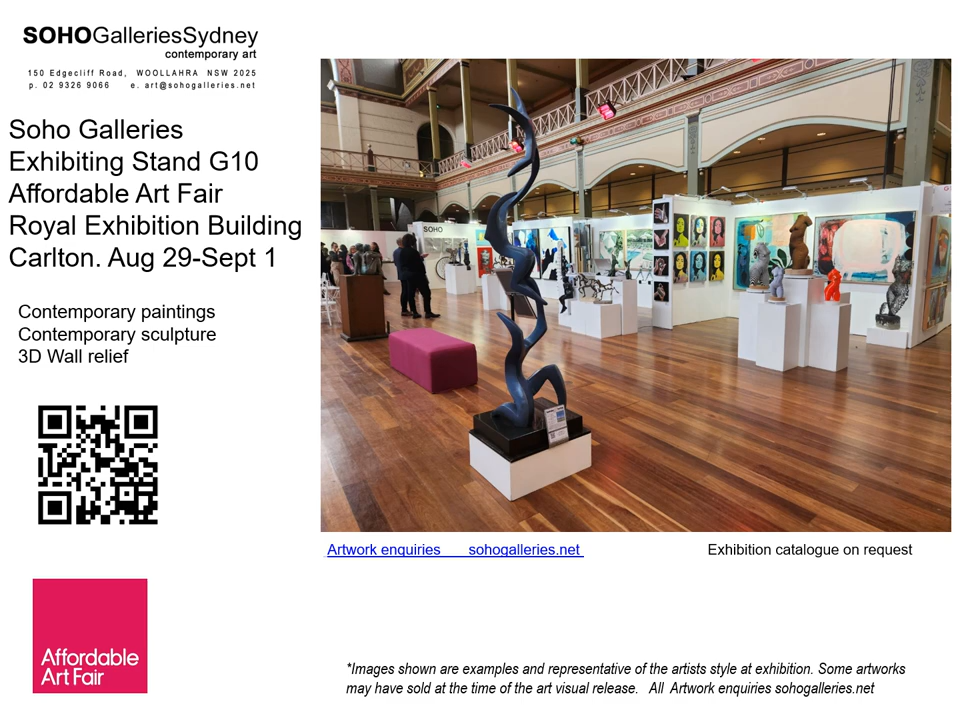 SOHOGalleriesSydney
contemporary art
150 Edgecliff Road, WOOLLAHRA NSW 2025
p. 02 9326 9066 e. art@sohogalleries.net
Soho Galleries
Exhibiting Stand G10
Affordable Art Fair
Royal Exhibition Building
Carlton. Aug 29-Sept 1
Contemporary paintings
Contemporary sculpture
3D Wall relief
SOHO
Artwork enquiries sohogalleries.net
Exhibition catalogue on request
Affordable
Art Fair
*Images shown are examples and representative of the artists style at exhibition. Some artworks
may have sold at the time of the art visual release. All Artwork enquiries sohogalleries.net